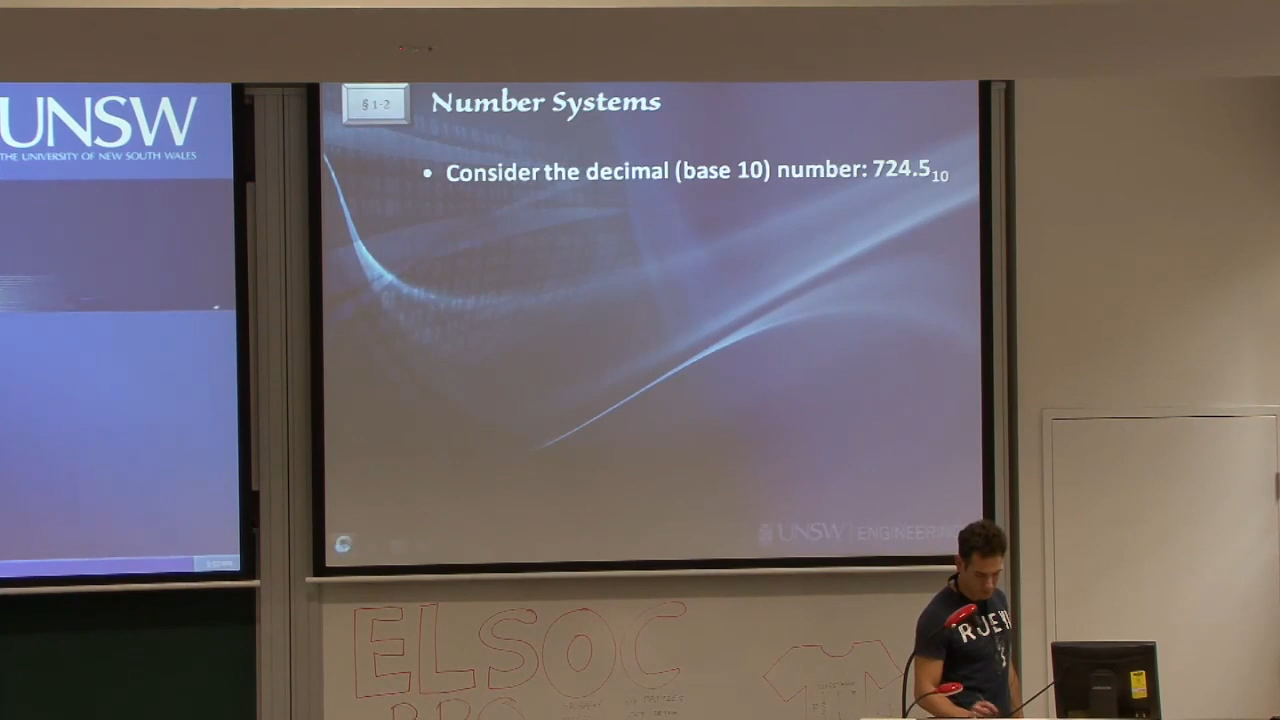 UNSW
THE UNIVERSITY OF NEW SOUTH WALES
§ 1-2
Number Systems
• Consider the decimal (base 10) number: 724.5₁₀
UNSW ENGINEERING
ELSOC